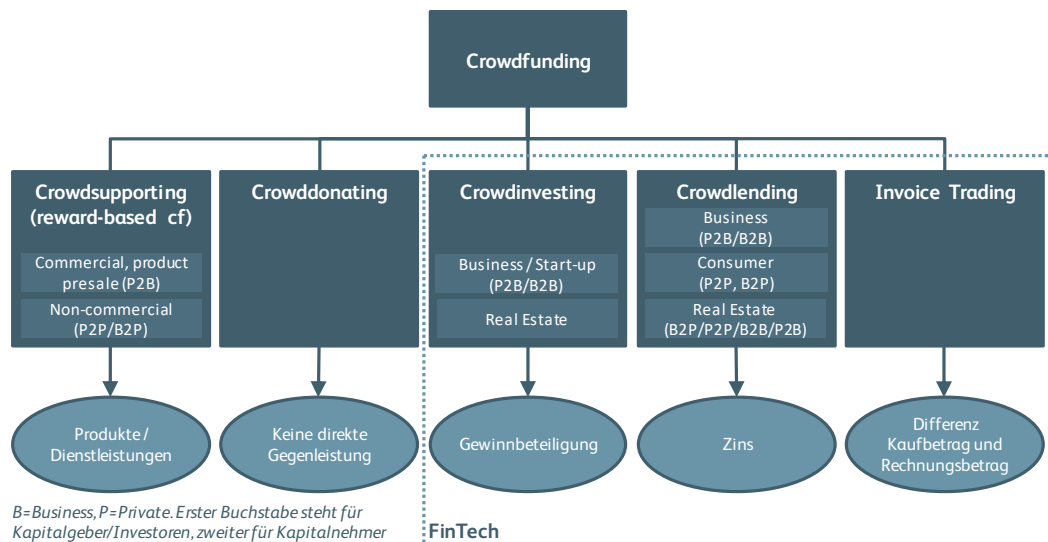 Crowdfunding
Crowdsupporting
(reward-based cf)
Commercial, product
presale (P2B)
Non-commercial
(P2P/B2P)
Crowddonating
Crowdinvesting
Business / Start-up
(P2B/B2B)
Real Estate
Crowdlending
Business
(P2B/B2B)
Consumer
(P2P, B2P)
Real Estate
(B2P/P2P/B2B/P2B)
Invoice Trading
Produkte /
Dienstleistungen
Keine direkte
Gegenleistung
Gewinnbeteiligung
Zins
Differenz
Kaufbetrag und
Rechnungsbetrag
B=Business, P=Private. Erster Buchstabe steht für
Kapitalgeber/Investoren, zweiter für Kapitalnehmer
FinTech